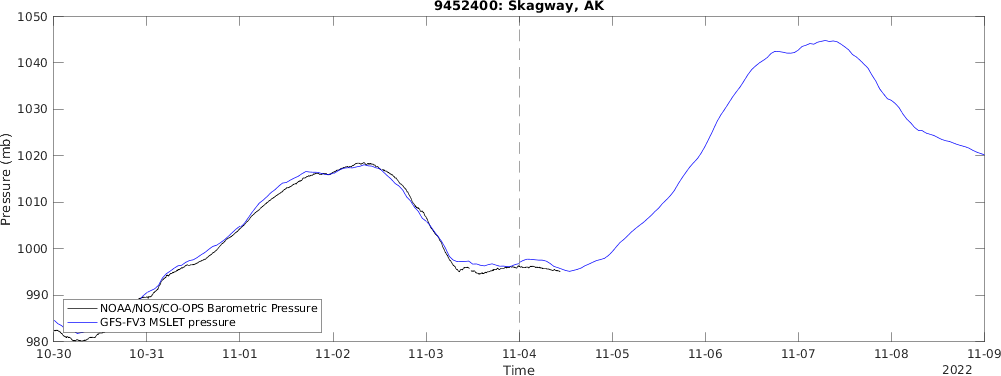 9452400: Skagway, AK
Pressure (mb)
1050
1040
1030
1020
1010
1000
990
980
NOAA/NOS/CO-OPS Barometric Pressure
GFS-FV3 MSLET pressure
10-30 10-31 11-01 11-02 11-03 11-04 11-05 11-06 11-07 11-08 11-09
Time
2022